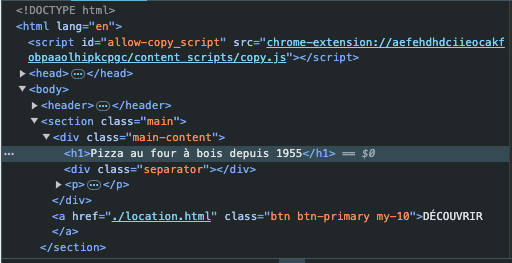 <!DOCTYPE html>
<html lang="en">
<script id="allow-copy_script" src="chrome-extension://aefehdhdciieocakf
obpaaolhipkcpgc/content_scripts/copy.js"></script>
▶<head>…</head>
▼<body>
▶<header>…</header>
▼<section class="main">
▼<div class="main-content">
… <h1>Pizza au four à bois depuis 1955</h1> == $0
<div class="separator"></div>
▶<p>…</p>
</div>
<a href="./location.html" class="btn btn-primary my-10">DÉCOUVRIR
</a>
</section>